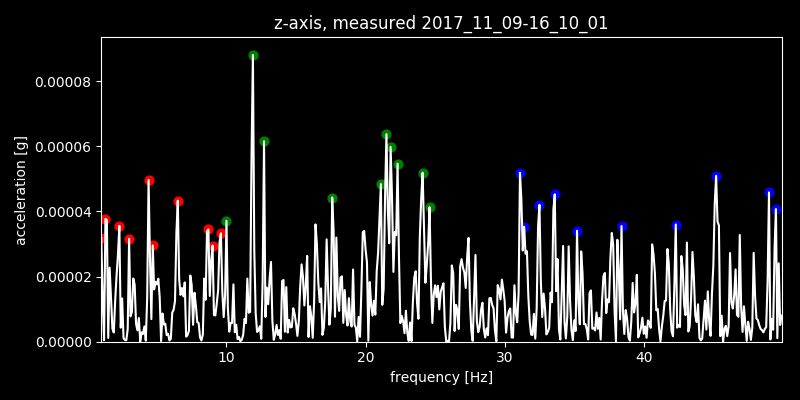 z-axis, measured 2017_11_09-16_10_01
0.00008
0.00006
0.00004
0.00002
0.00000
acceleration [g]
10 20 30 40
frequency [Hz]